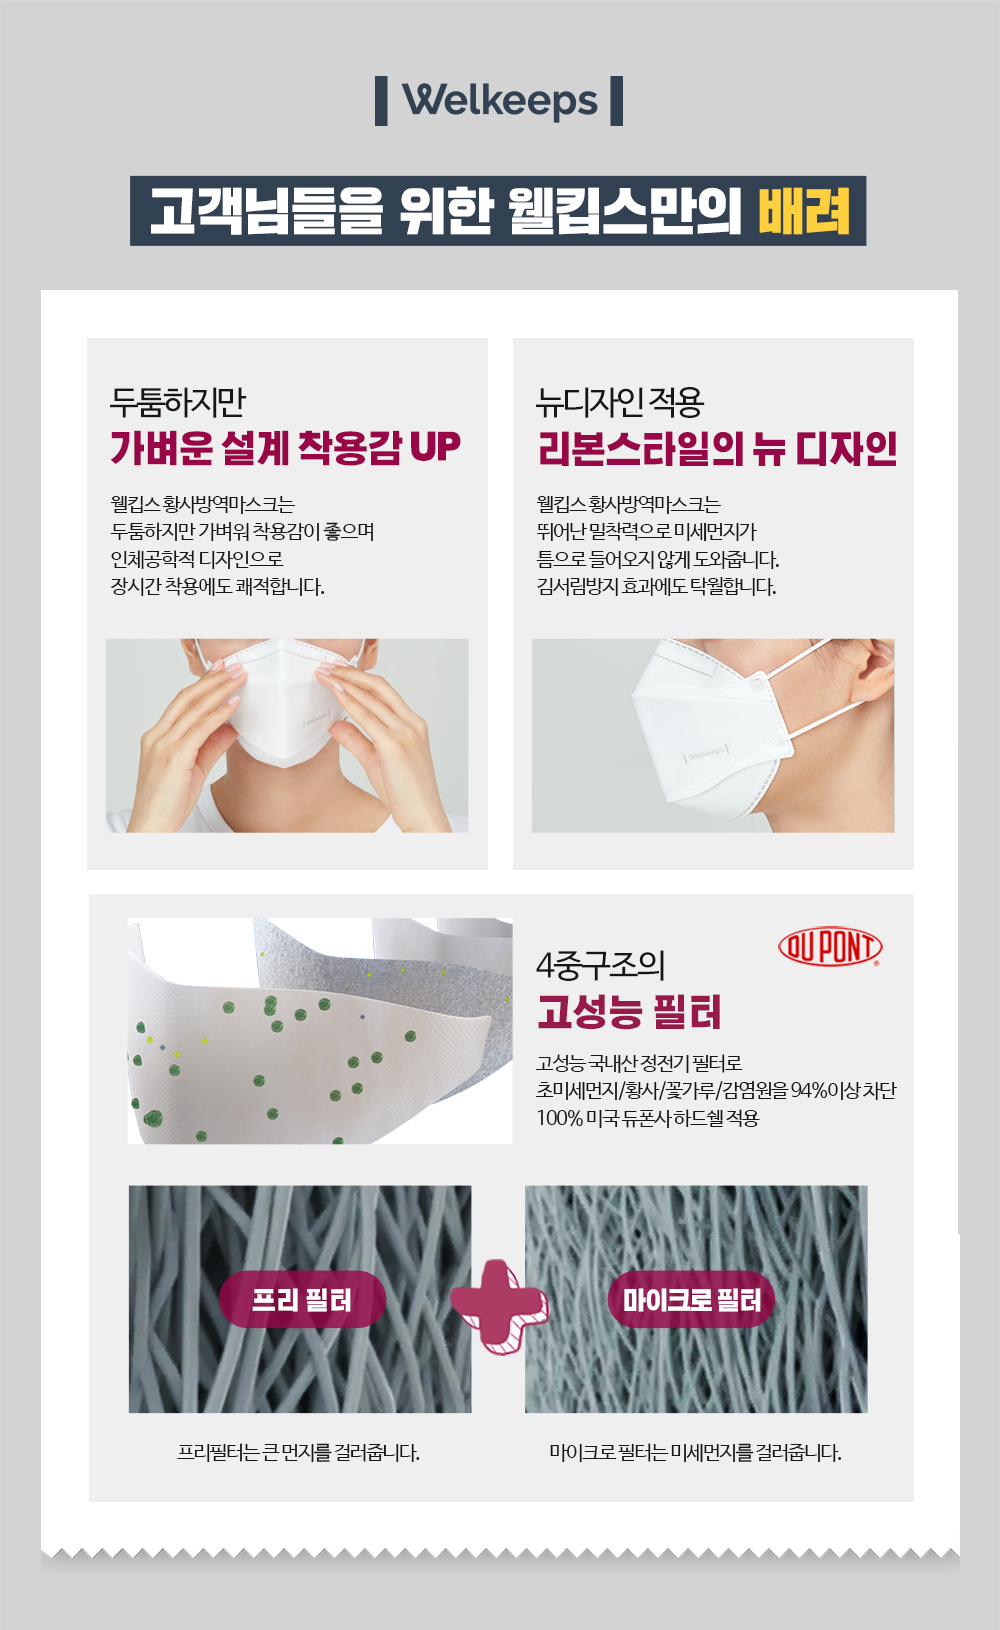 Welkeeps
고객님들을 위한 웰킵스만의 배려
두툼하지만
가벼운 설계 착용감 UP
웰킵스 황사방역마스크는
두툼하지만 가벼워 착용감이 좋으며
인체공학적 디자인으로
장시간 착용에도 쾌적합니다.
뉴디자인 적용
리본스타일의 뉴 디자인
웰킵스 황사방역마스크는
뛰어난 밀착력으로 미세먼지가
틈으로 들어오지 않게 도와줍니다.
김서림방지 효과에도 탁월합니다.
Welkeeps
Welkeeps
DU PONT
4중구조의
고성능 필터
고성능 국내산 정전기 필터로
초미세먼지/황사/꽃가루/감염원을 94%이상 차단
100% 미국 듀폰사 하드쉘 적용
프리 필터
마이크로 필터
프리필터는 큰 먼지를 걸러줍니다.
마이크로 필터는 미세먼지를 걸러줍니다.